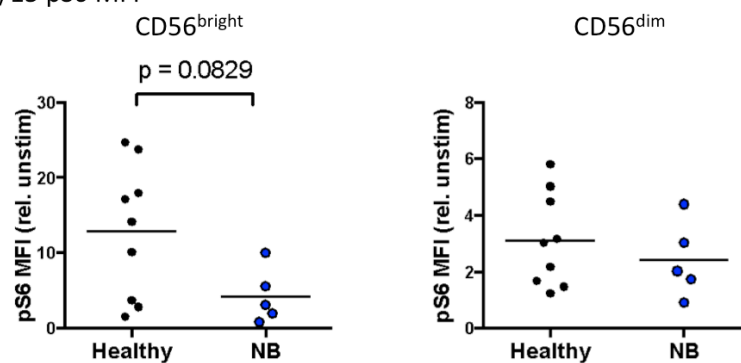 CD56bright
CD56dim
p = 0.0829
pS6 MFI (rel. unstim)
30
20
10
0
Healthy
NB
pS6 MFI (rel. unstim)
8
6
4
2
0
Healthy
NB